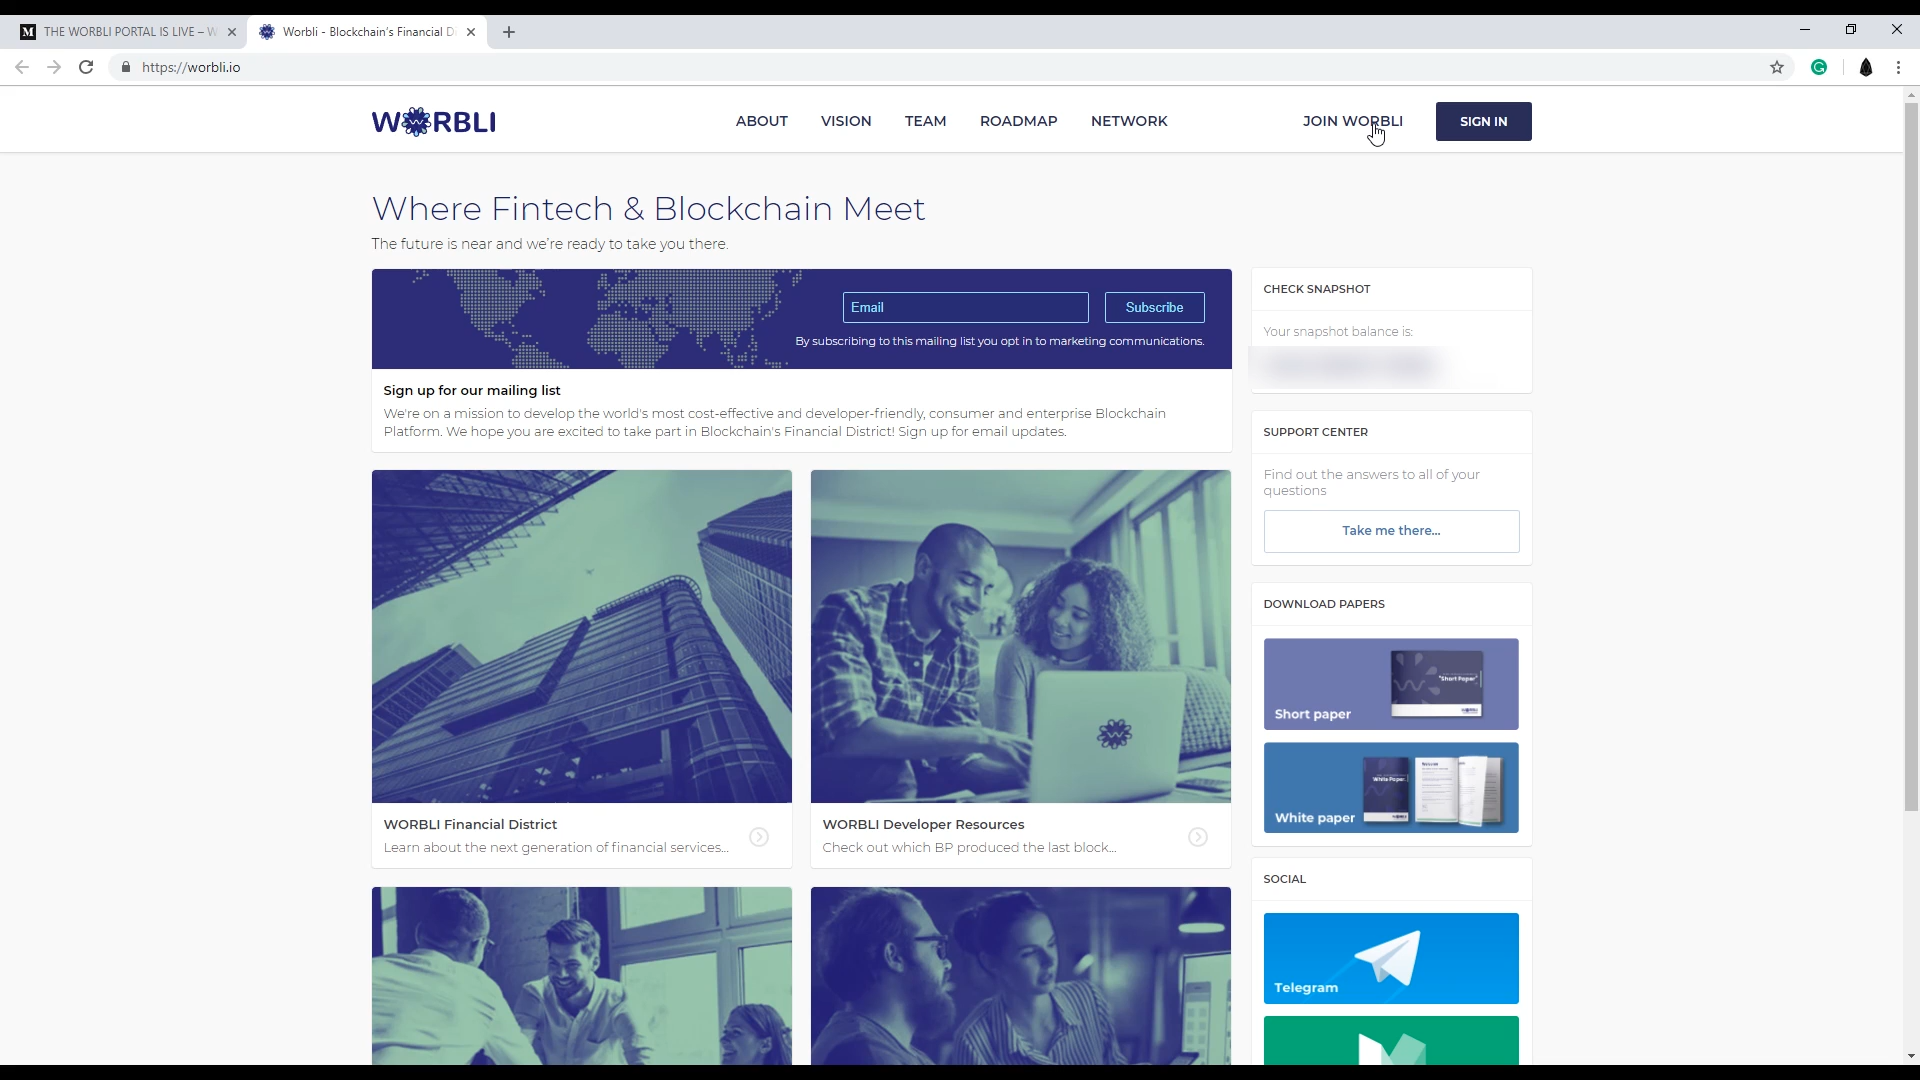 THE WORBLI PORTAL IS LIVE – W
Worbli - Blockchain's Financial D
https://worbli.io
WORBLI
ABOUT
VISION
TEAM
ROADMAP
NETWORK
JOIN WORBLI
SIGN IN
Where Fintech & Blockchain Meet
The future is near and we're ready to take you there.
Email
Subscribe
By subscribing to this mailing list you opt in to marketing communications.
Sign up for our mailing list
We're on a mission to develop the world's most cost-effective and developer-friendly, consumer and enterprise Blockchain
Platform. We hope you are excited to take part in Blockchain's Financial District! Sign up for email updates.
CHECK SNAPSHOT
Your snapshot balance is:
SUPPORT CENTER
Find out the answers to all of your
questions
Take me there...
DOWNLOAD PAPERS
"Short Paper"
Short paper
White Paper
White paper
WORBLI Financial District
Learn about the next generation of financial services...
WORBLI Developer Resources
Check out which BP produced the last block...
SOCIAL
Telegram